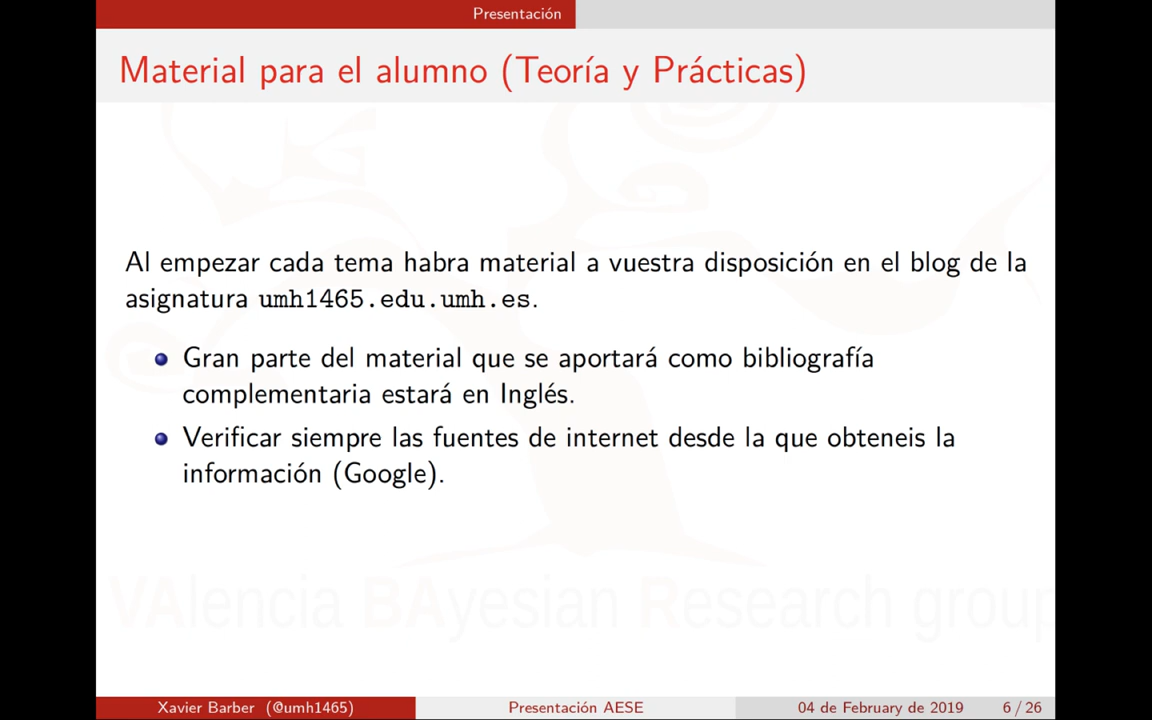 Presentación
Material para el alumno (Teoría y Prácticas)
Al empezar cada tema habra material a vuestra disposición en el blog de la
asignatura umh1465.edu.umh.es.
Gran parte del material que se aportará como bibliografía
complementaria estará en Inglés.
Verificar siempre las fuentes de internet desde la que obteneis la
información (Google).
VAlencia BAyesian Research group
Xavier Barber (@umh1465)
Presentación AESE
04 de February de 2019
6 / 26